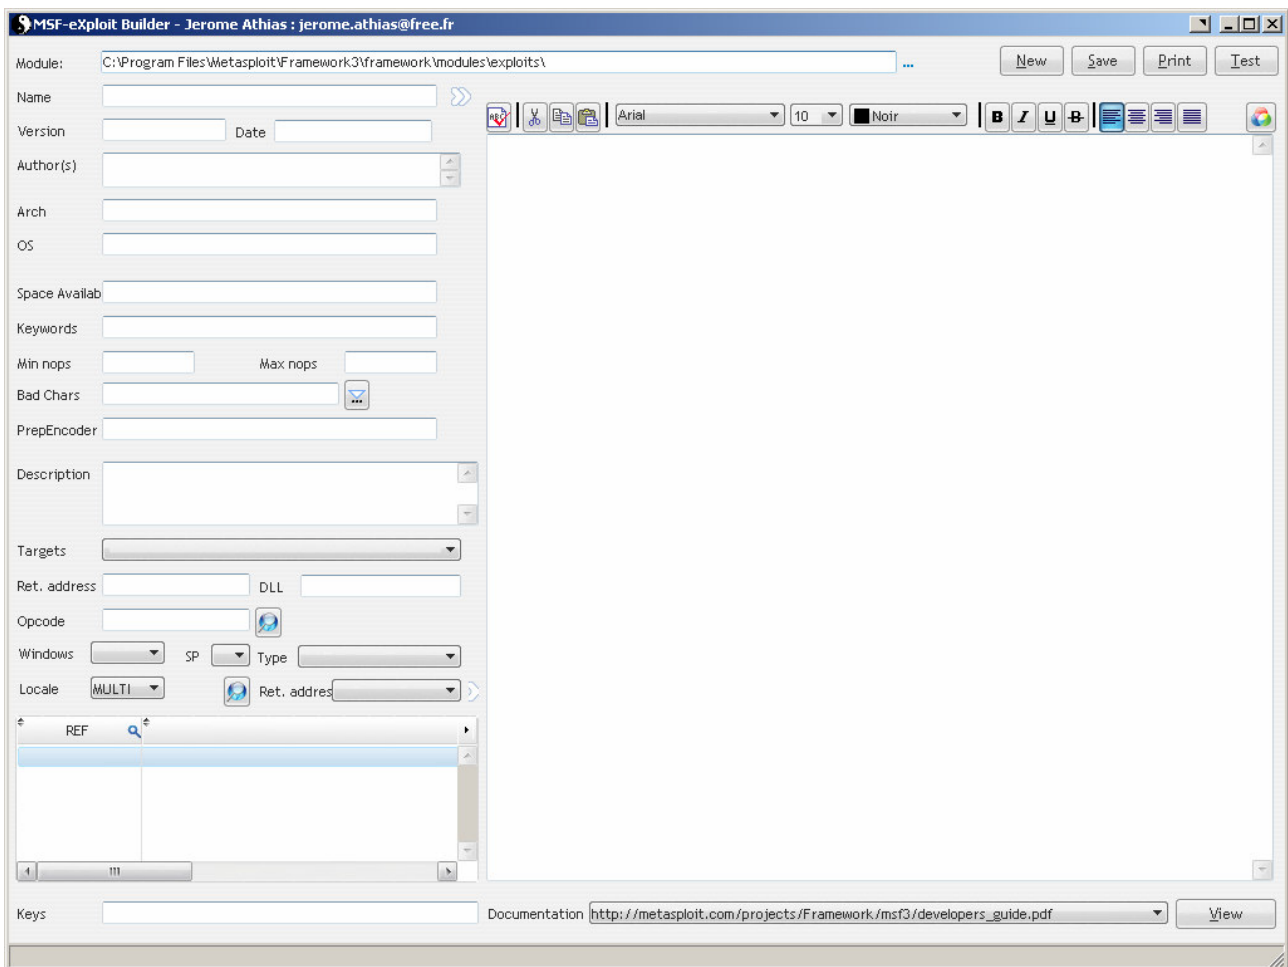 MSF-eXploit Builder - Jerome Athias : jerome.athias@free.fr
Module: C:\Program Files\Metasploit\Framework3\framework\modules\exploits\ ... New Save Print Test
Name
ABC Arial 10 Noir B I U B
Version Date
Author(s)
Arch
OS
Space Availab
Keywords
Min nops Max nops
Bad Chars ...
PrepEncoder
Description
Targets
Ret. address DLL
Opcode
Windows SP Type
Locale MULTI Ret. addres
REF
Keys
Documentation http://metasploit.com/projects/Framework/msf3/developers_guide.pdf View